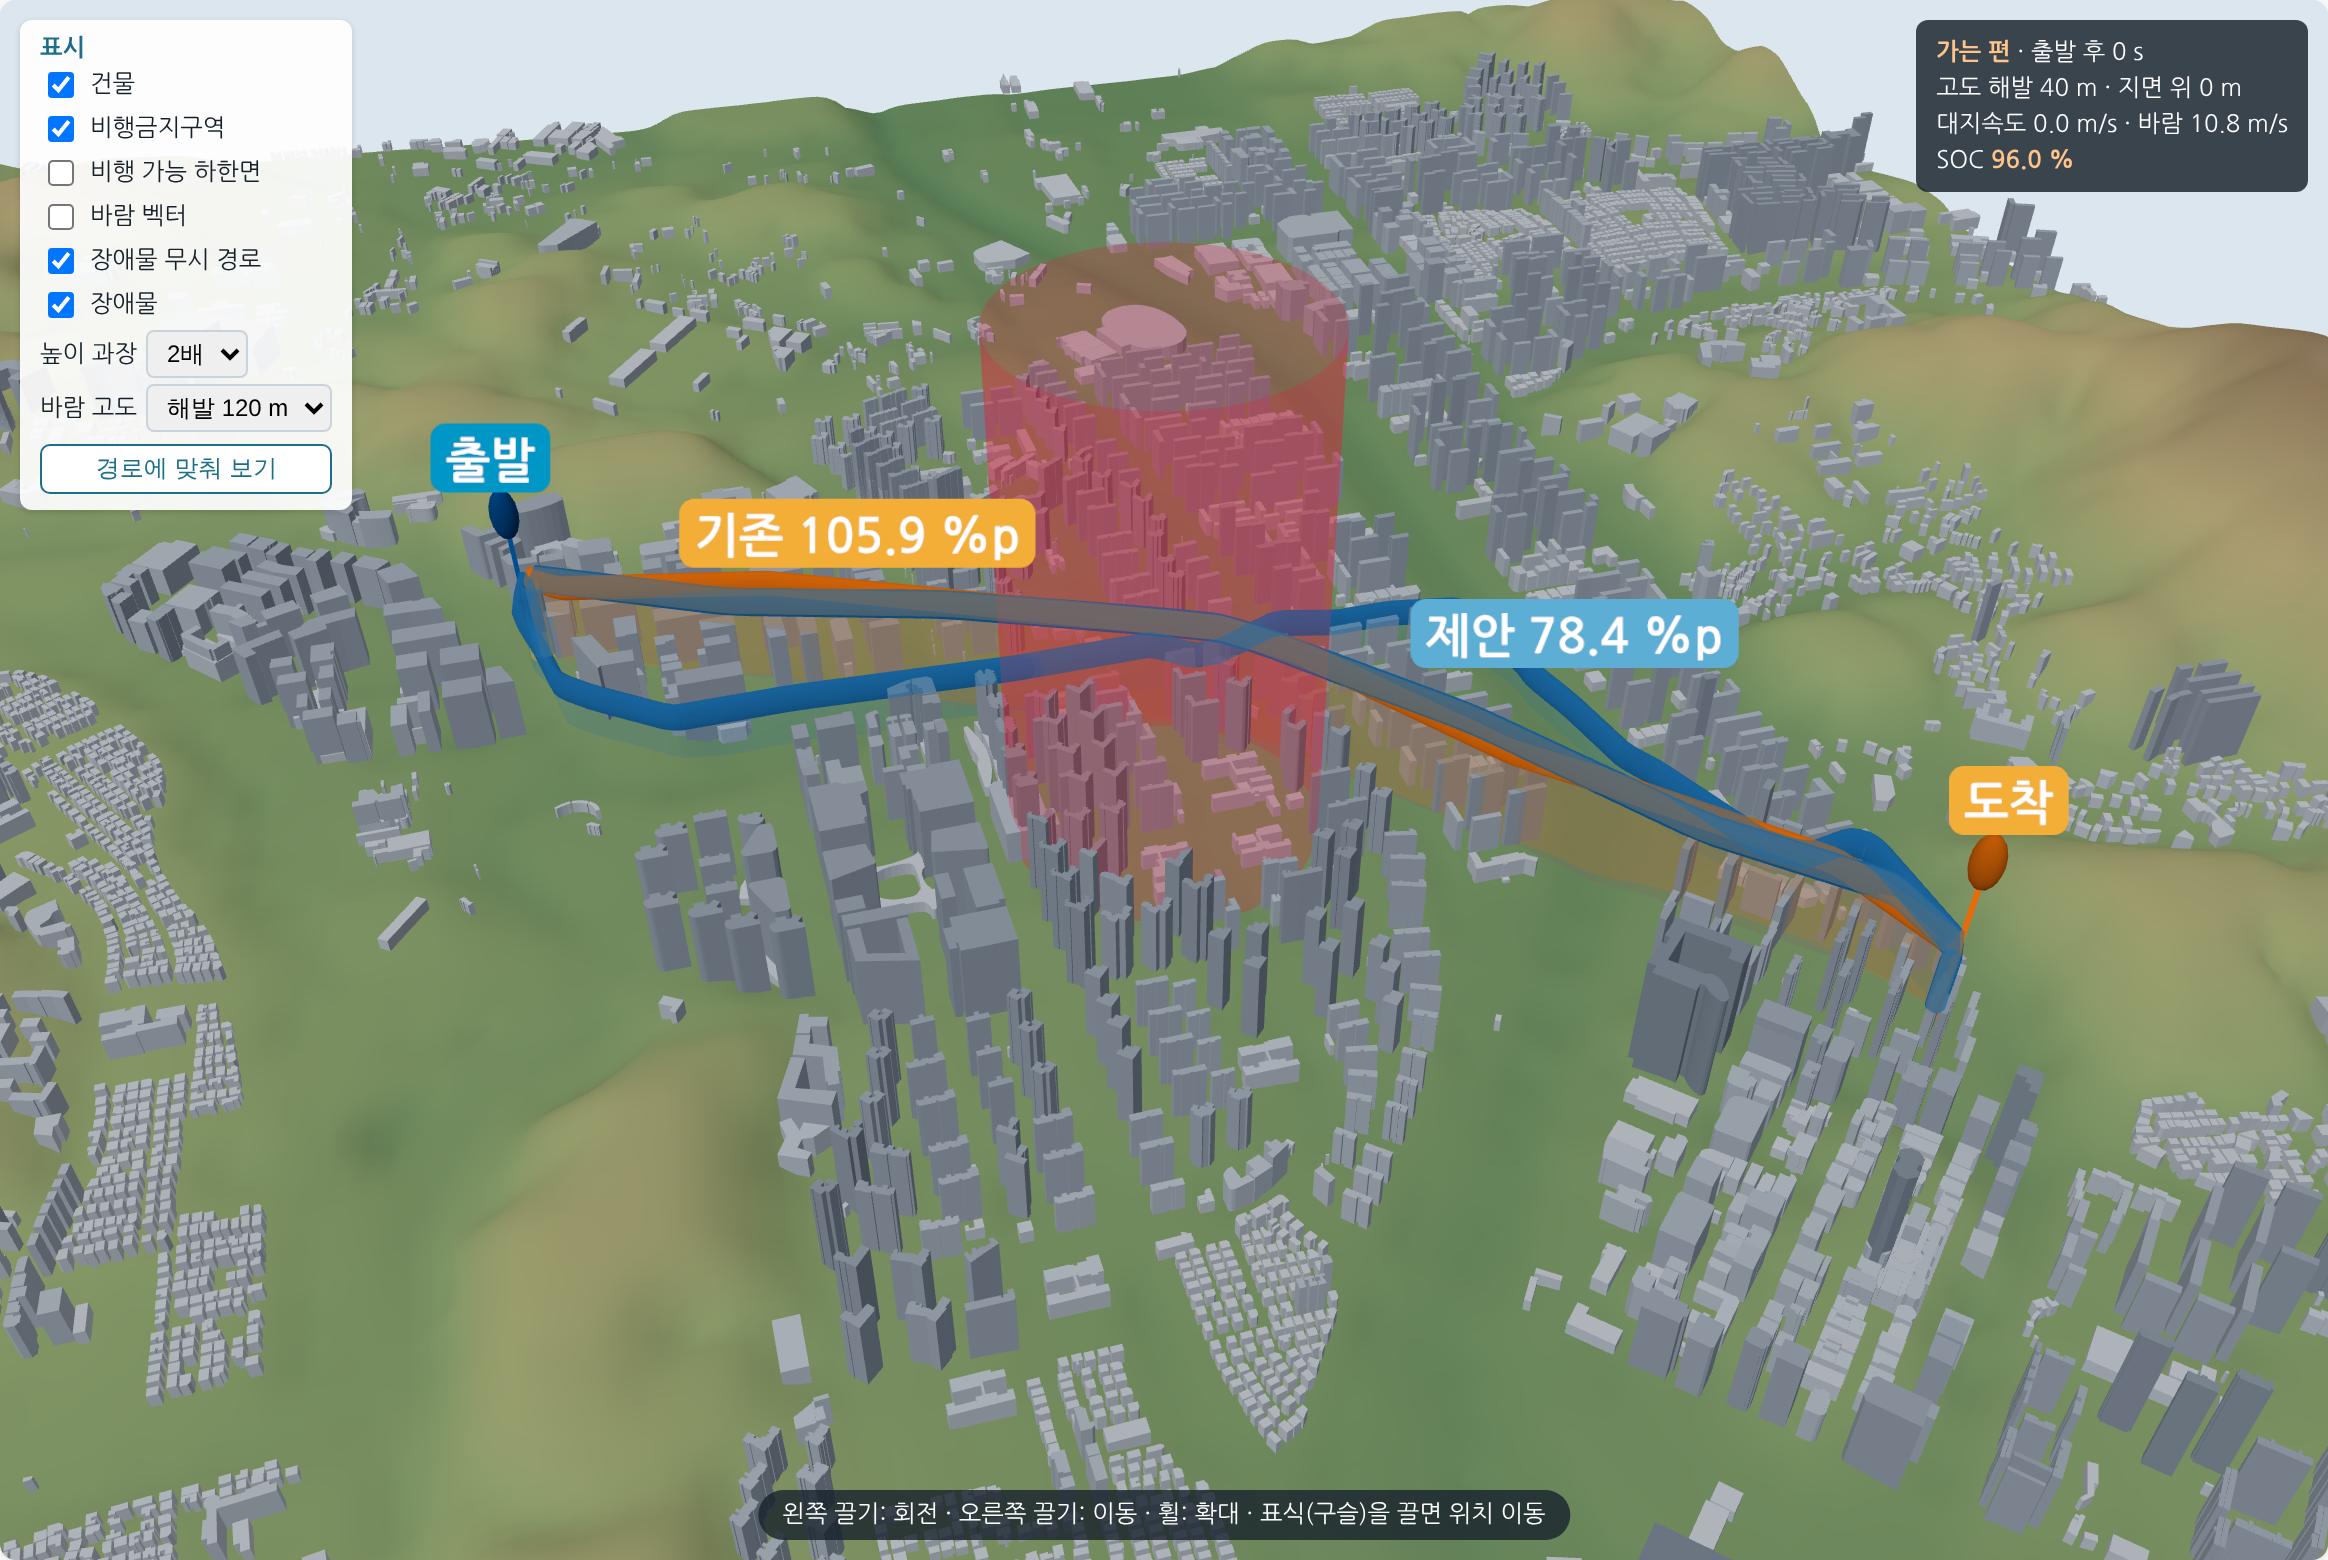 표시
건물
비행금지구역
비행 가능 하한면
바람 벡터
장애물 무시 경로
장애물
높이 과장 2배
바람 고도 해발 120 m
경로에 맞춰 보기
가는 편 · 출발 후 0 s
고도 해발 40 m · 지면 위 0 m
대지속도 0.0 m/s · 바람 10.8 m/s
SOC 96.0 %
출발
기존 105.9 %p
제안 78.4 %p
도착
왼쪽 끌기: 회전 · 오른쪽 끌기: 이동 · 휠: 확대 · 표식(구슬)을 끌면 위치 이동